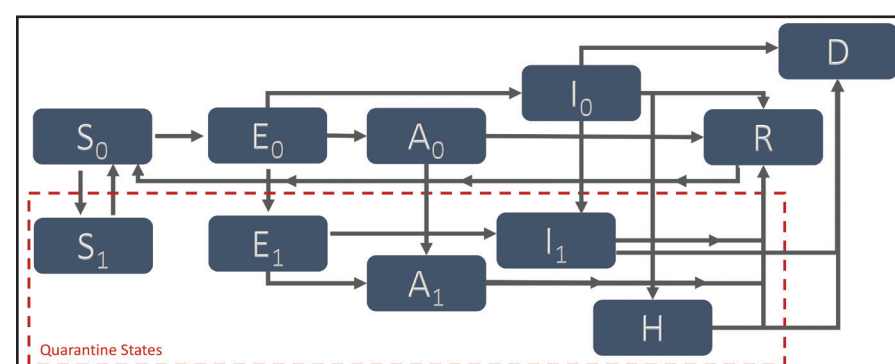 D
I₀
S₀ E₀ A₀ R
S₁ E₁ I₁
A₁
H
Quarantine States